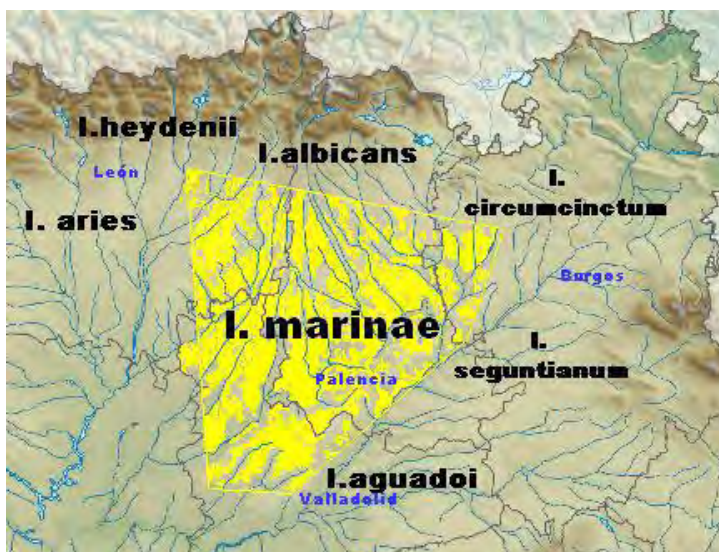 I.heydenii
I.albicans
León
I.
circumcinctum
I. aries
Burgos
I. marinae
I.
seguntianum
Palencia
I.aguadoi
Valladolid